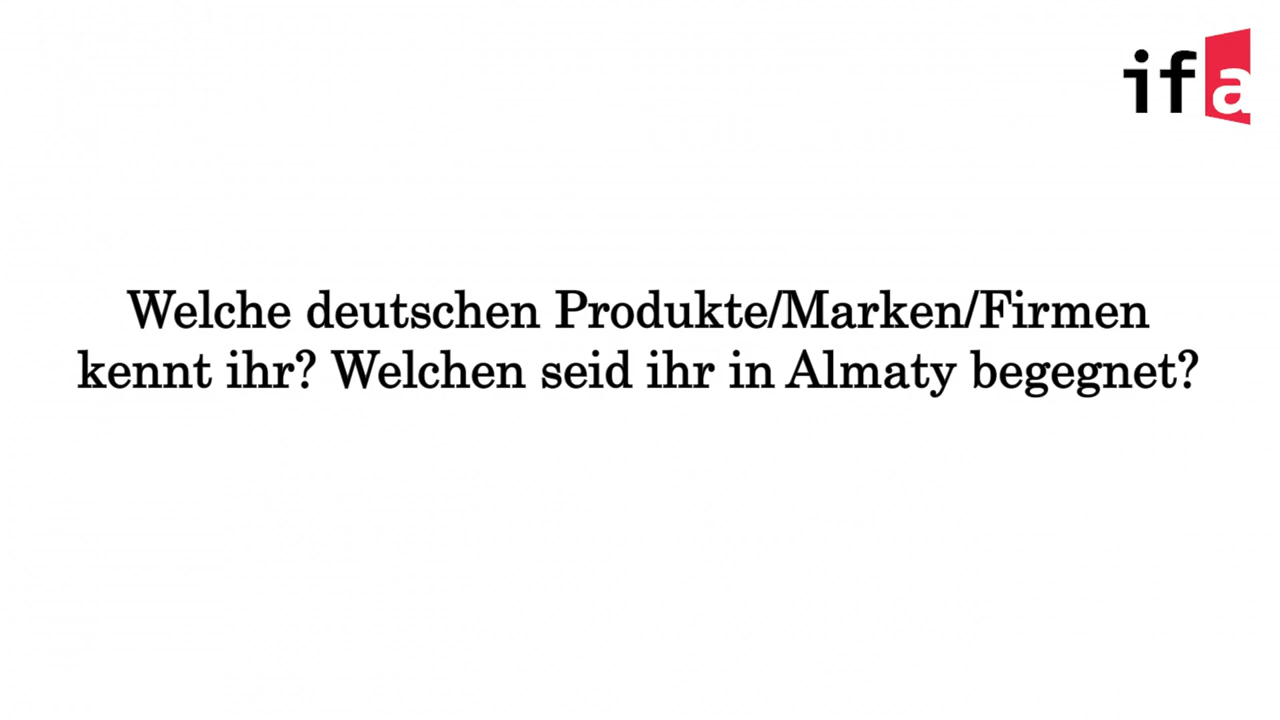 ifa
Welche deutschen Produkte/Marken/Firmen
kennt ihr? Welchen seid ihr in Almaty begegnet?